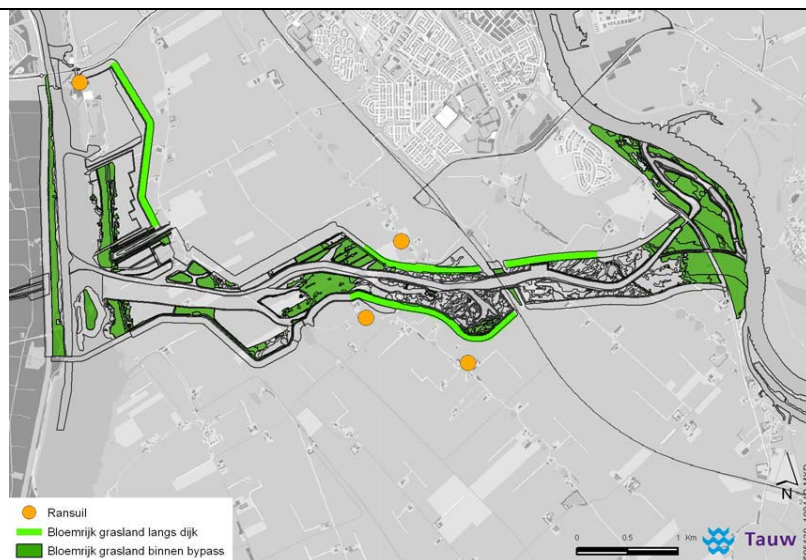 Ransuil
Bloemrijk grasland langs dijk
Bloemrijk grasland binnen bypass
0 0.5 1 Km
N
Tauw